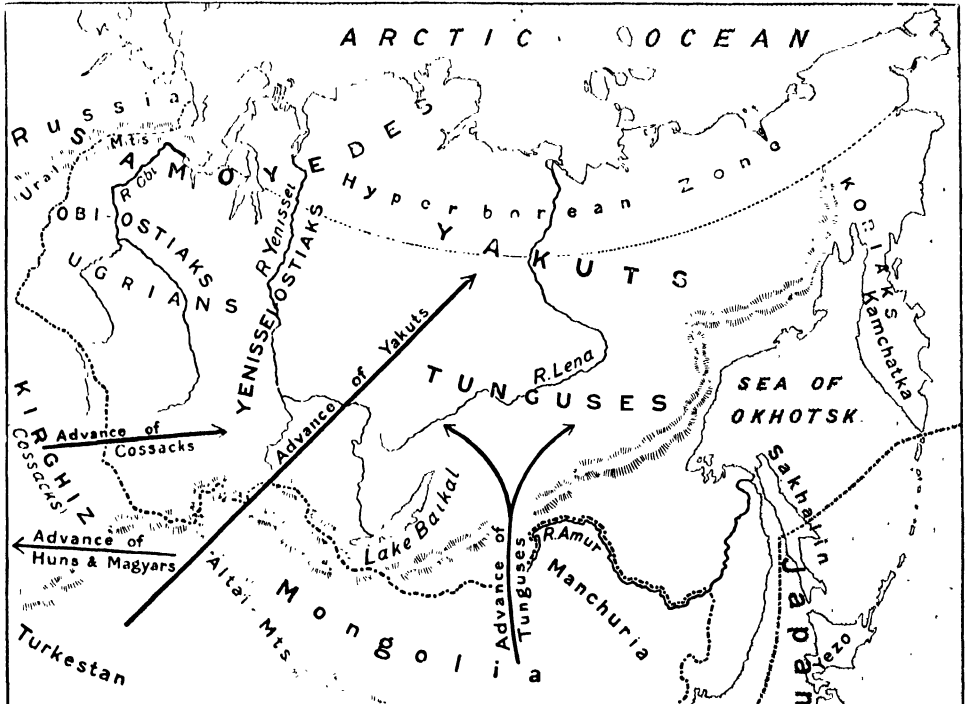 ARCTIC OCEAN
Russia
Ural Mts
SAMOYEDES
Hyperborean Zone
R Obi
R Yenissei
OBI-OSTIAKS
UGRIANS
YENISSEI OSTIAKS
YAKUTS
KORIAKS
Kamchatka
Advance of Yakuts
TUNGUSES
R. Lena
SEA OF
OKHOTSK.
KIRGHIZ
Cossacks
Advance of
Cossacks
Sakhalin
Lake Baikal
Advance of
Huns & Magyars
Advance of
Tunguses
R. Amur
Manchuria
Altai-Mts
Mongolia
Turkestan
Japan
Yezo